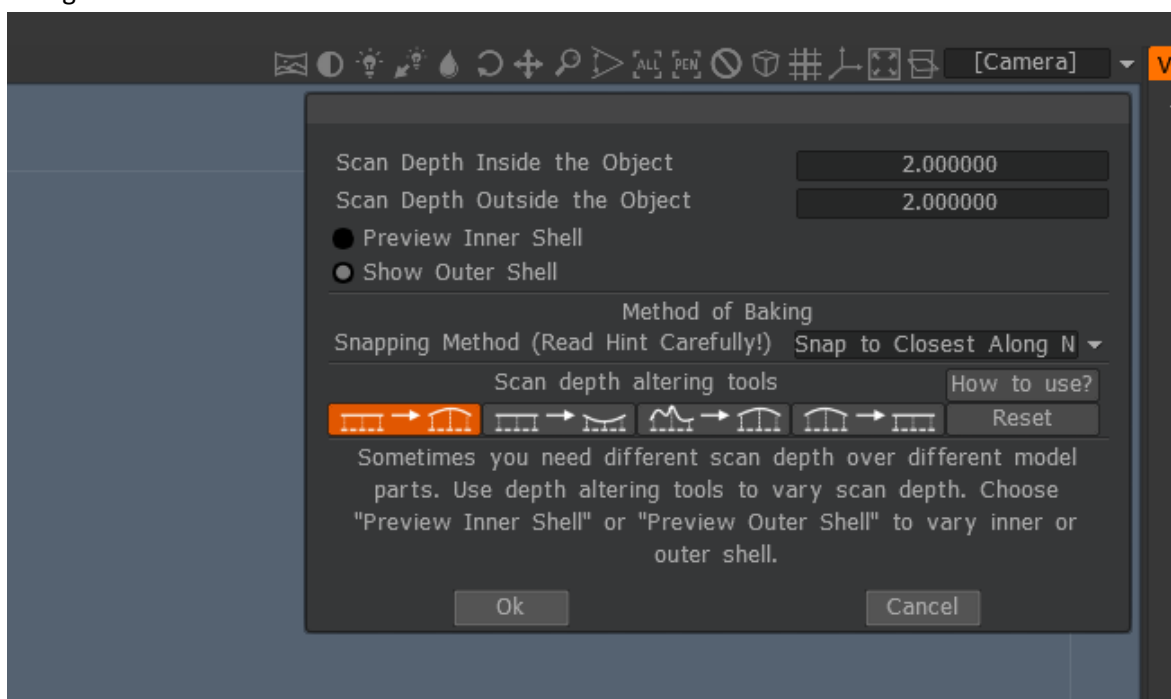 [ALL]
[PEN]
[Camera]
V
Scan Depth Inside the Object 2.000000
Scan Depth Outside the Object 2.000000
Preview Inner Shell
Show Outer Shell
Method of Baking
Snapping Method (Read Hint Carefully!) Snap to Closest Along N
Scan depth altering tools How to use?
Reset
Sometimes you need different scan depth over different model
parts. Use depth altering tools to vary scan depth. Choose
"Preview Inner Shell" or "Preview Outer Shell" to vary inner or
outer shell.
Ok Cancel